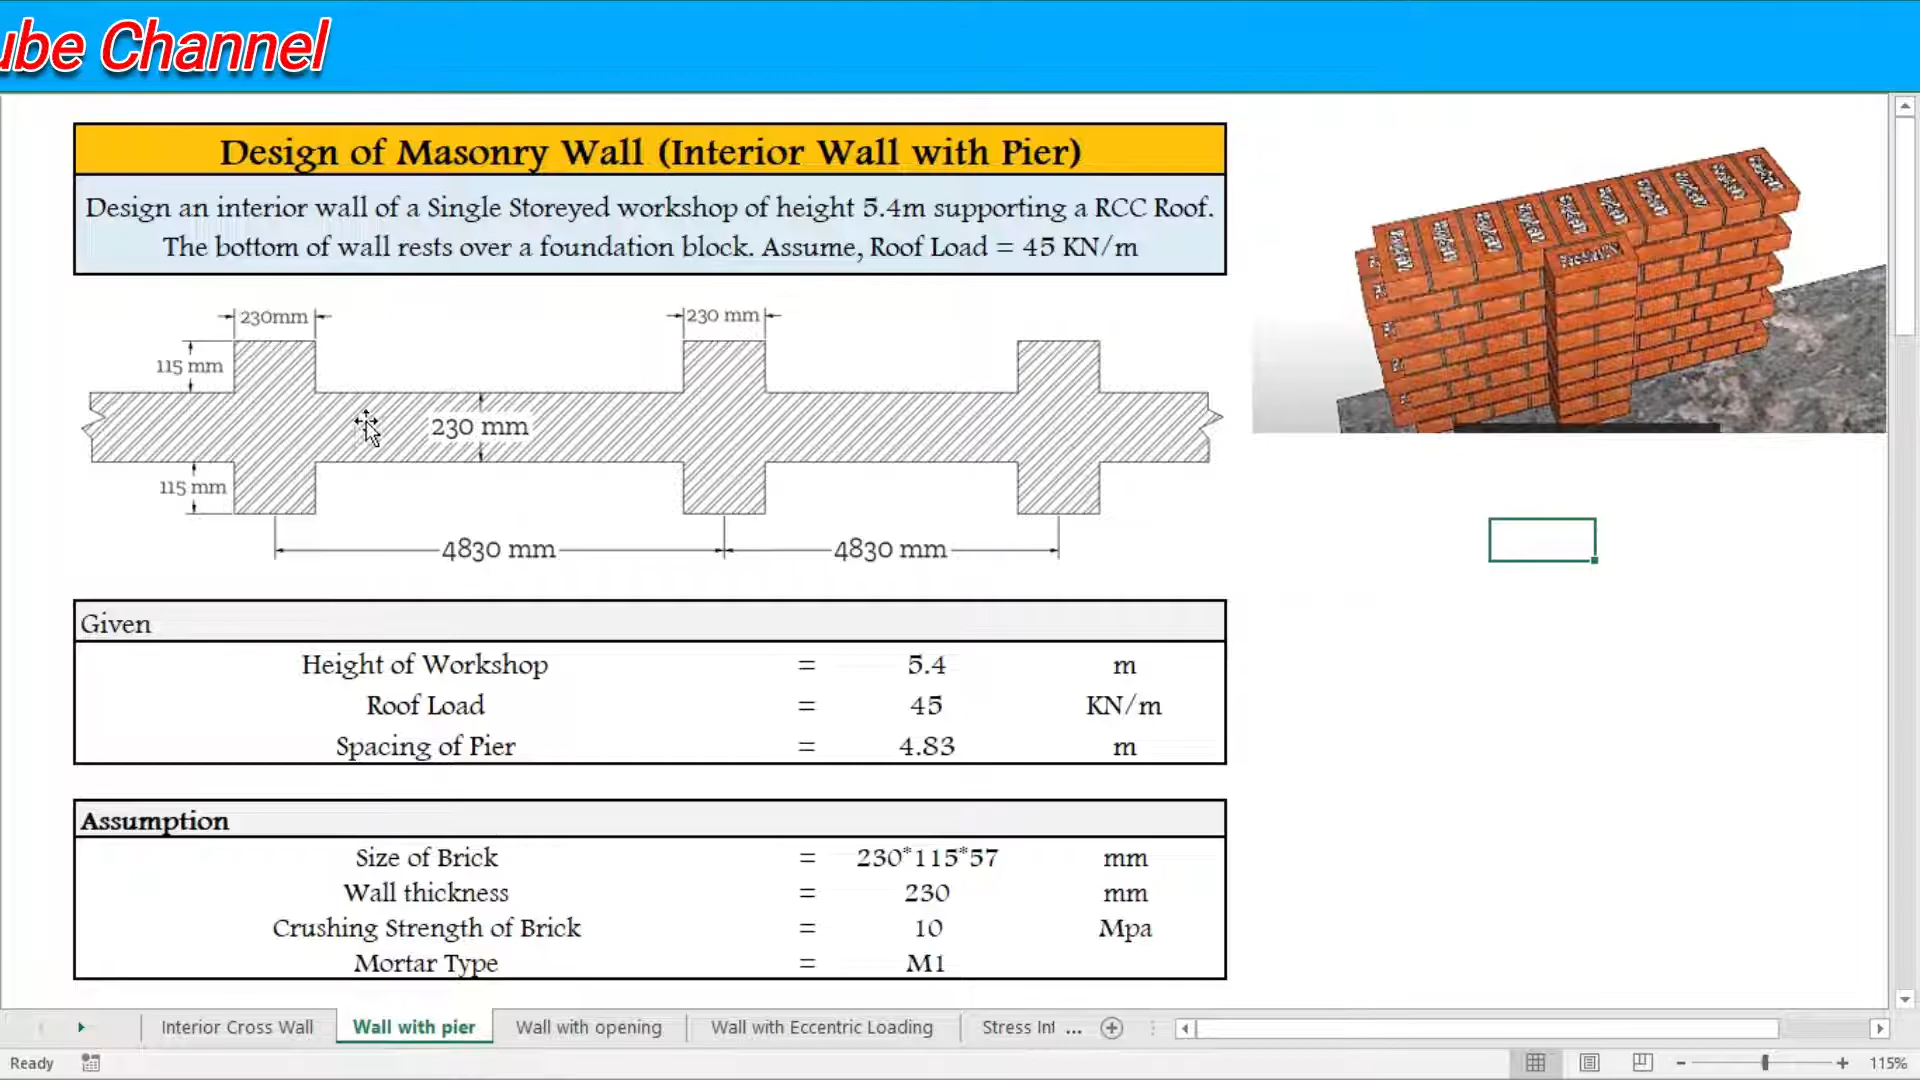 ube Channel
Design of Masonry Wall (Interior Wall with Pier)
Design an interior wall of a Single Storeyed workshop of height 5.4m supporting a RCC Roof.
The bottom of wall rests over a foundation block. Assume, Roof Load = 45 KN/m
230mm
230 mm
115 mm
230 mm
115 mm
4830 mm
4830 mm
Given
Height of Workshop = 5.4 m
Roof Load = 45 KN/m
Spacing of Pier = 4.83 m
Assumption
Size of Brick = 230*115*57 mm
Wall thickness = 230 mm
Crushing Strength of Brick = 10 Mpa
Mortar Type = M1
Interior Cross Wall
Wall with pier
Wall with opening
Wall with Eccentric Loading
Stress Int ...
Ready
115%